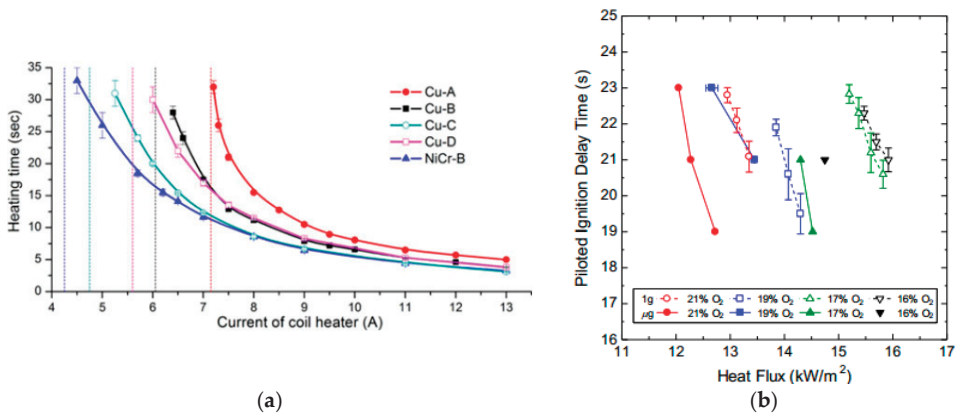 (a)
35
30
25
20
15
10
5
0
Heating time (sec)
Cu-A
Cu-B
Cu-C
Cu-D
NiCr-B
5 6 7 8 9 10 11 12 13
Current of coil heater (A)
(b)
25
24
23
22
21
20
19
18
17
16
Piloted Ignition Delay Time (s)
1g 21% O₂ 19% O₂ 17% O₂ 16% O₂
μg 21% O₂ 19% O₂ 17% O₂ 16% O₂
11 12 13 14 15 16 17
Heat Flux (kW/m²)